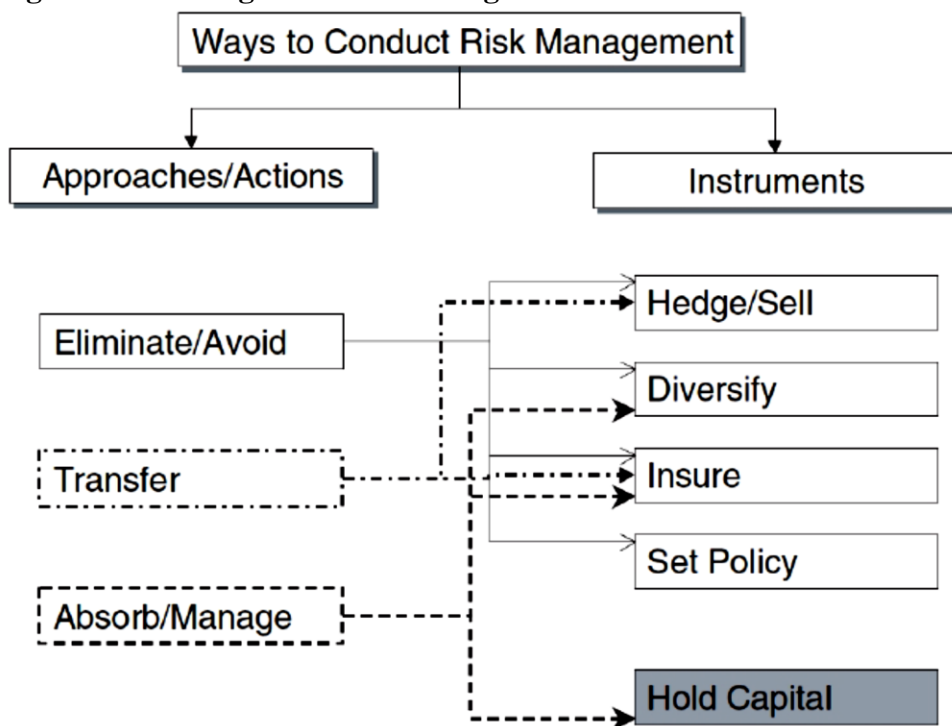 Ways to Conduct Risk Management
Approaches/Actions
Instruments
Eliminate/Avoid
Transfer
Absorb/Manage
Hedge/Sell
Diversify
Insure
Set Policy
Hold Capital